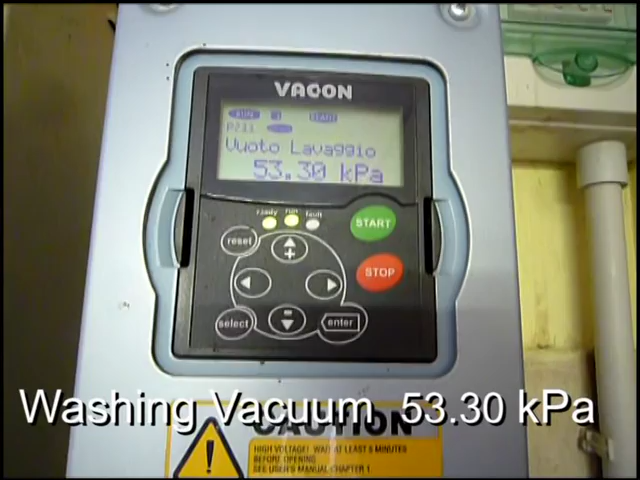 VACON
RUN START
P2.1.1
Vuoto Lavaggio
53.30 kPa
ready run fault
START
reset
+
STOP
-
select
enter
Washing Vacuum 53.30 kPa
CAUTION
!
HIGH VOLTAGE! WAIT AT LEAST 5 MINUTES
BEFORE OPENING.
SEE USER'S MANUAL CHAPTER 1